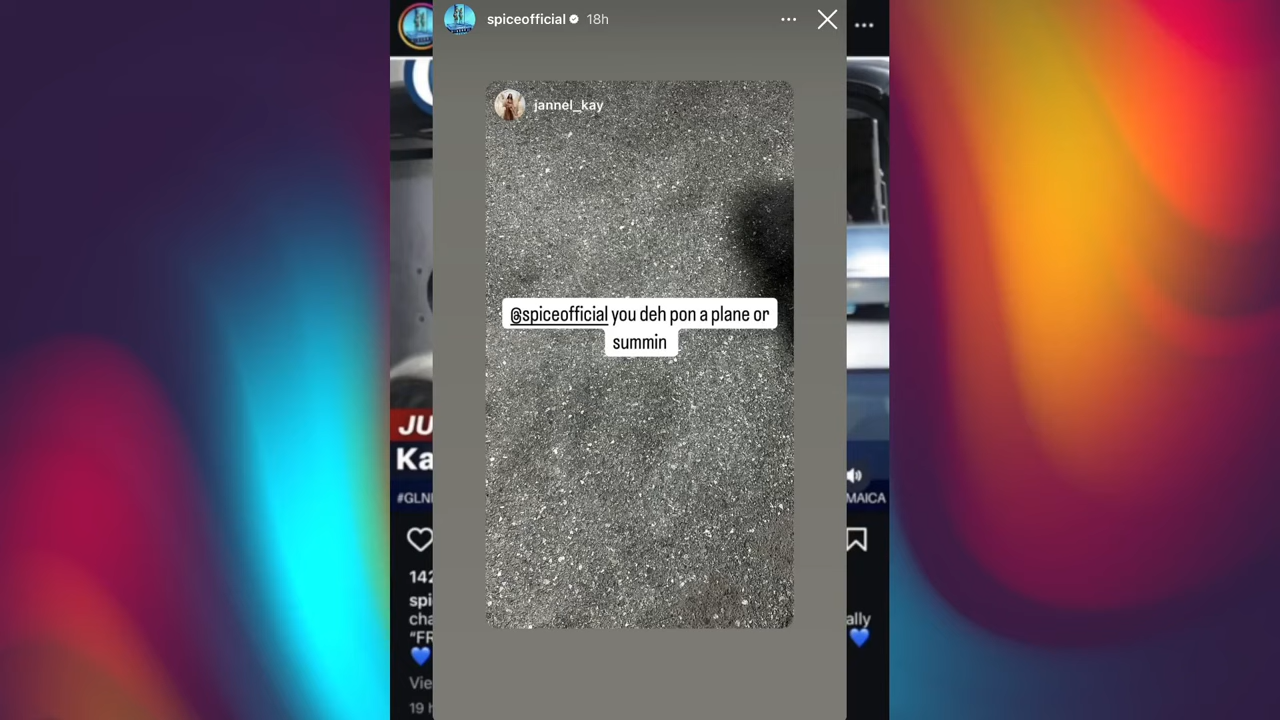 spiceofficial 18h
jannel_kay
@spiceofficial you deh pon a plane or
summin
JU
Ka
#GLN
MAICA
142
spi
cha
ally
“FR
Vie
19 h